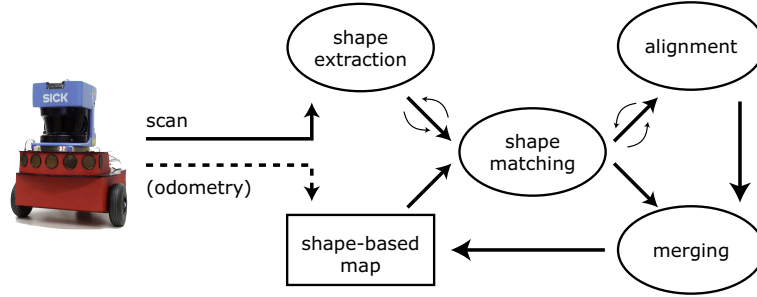 shape
extraction
alignment
SICK
scan
shape
matching
(odometry)
shape-based
map
merging